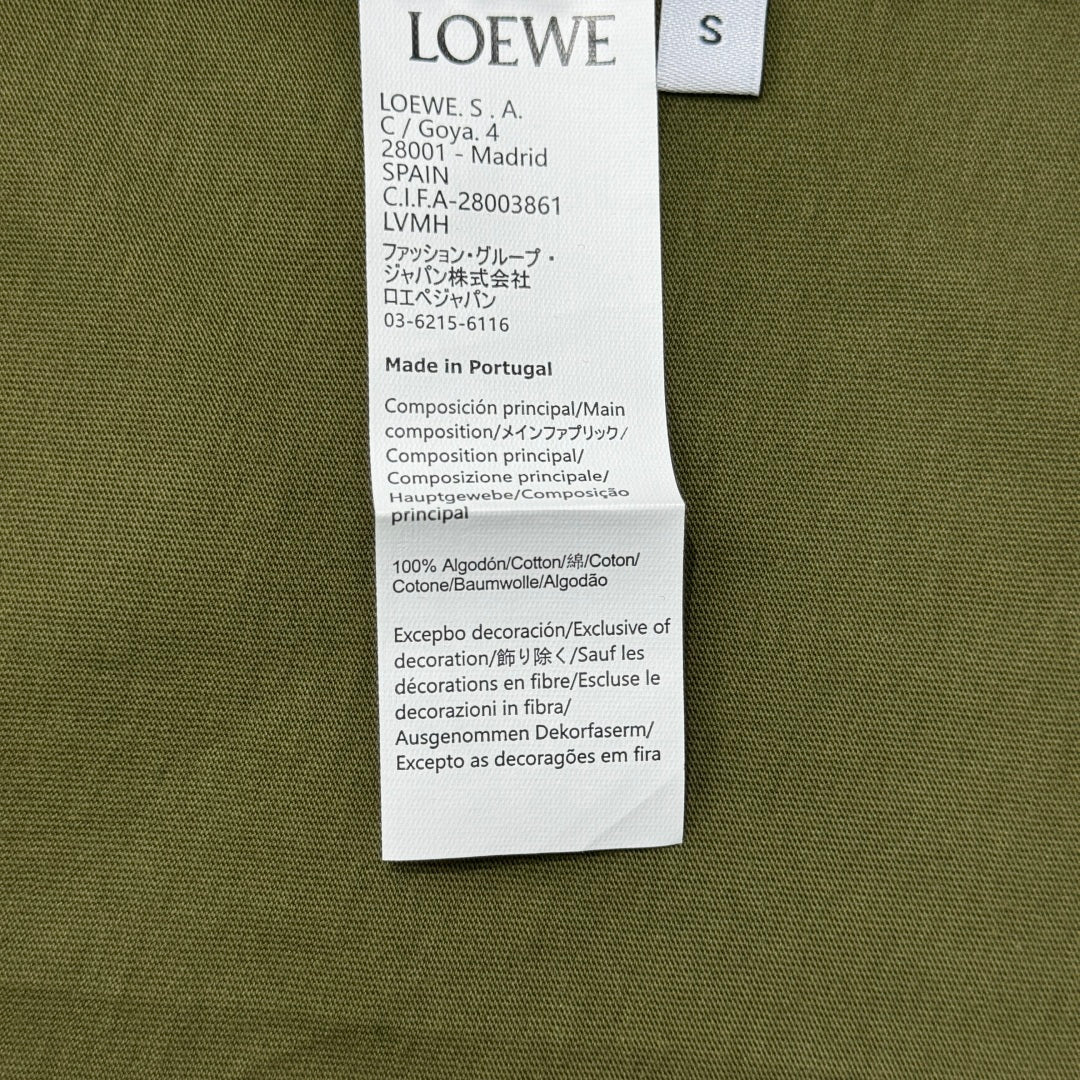 LOEWE
S
LOEWE. S . A.
C / Goya. 4
28001 - Madrid
SPAIN
C.I.F.A-28003861
LVMH
ファッション・グループ・
ジャパン株式会社
ロエペジャパン
03-6215-6116
Made in Portugal
Composición principal/Main
composition/メインファブリック/
Composition principal/
Composizione principale/
Hauptgewebe/Composição
principal
100% Algodón/Cotton/綿/Coton/
Cotone/Baumwolle/Algodão
Excepbo decoración/Exclusive of
decoration/飾り除く/Sauf les
décorations en fibre/Escluse le
decorazioni in fibra/
Ausgenommen Dekorfaserm/
Excepto as decoragões em fira